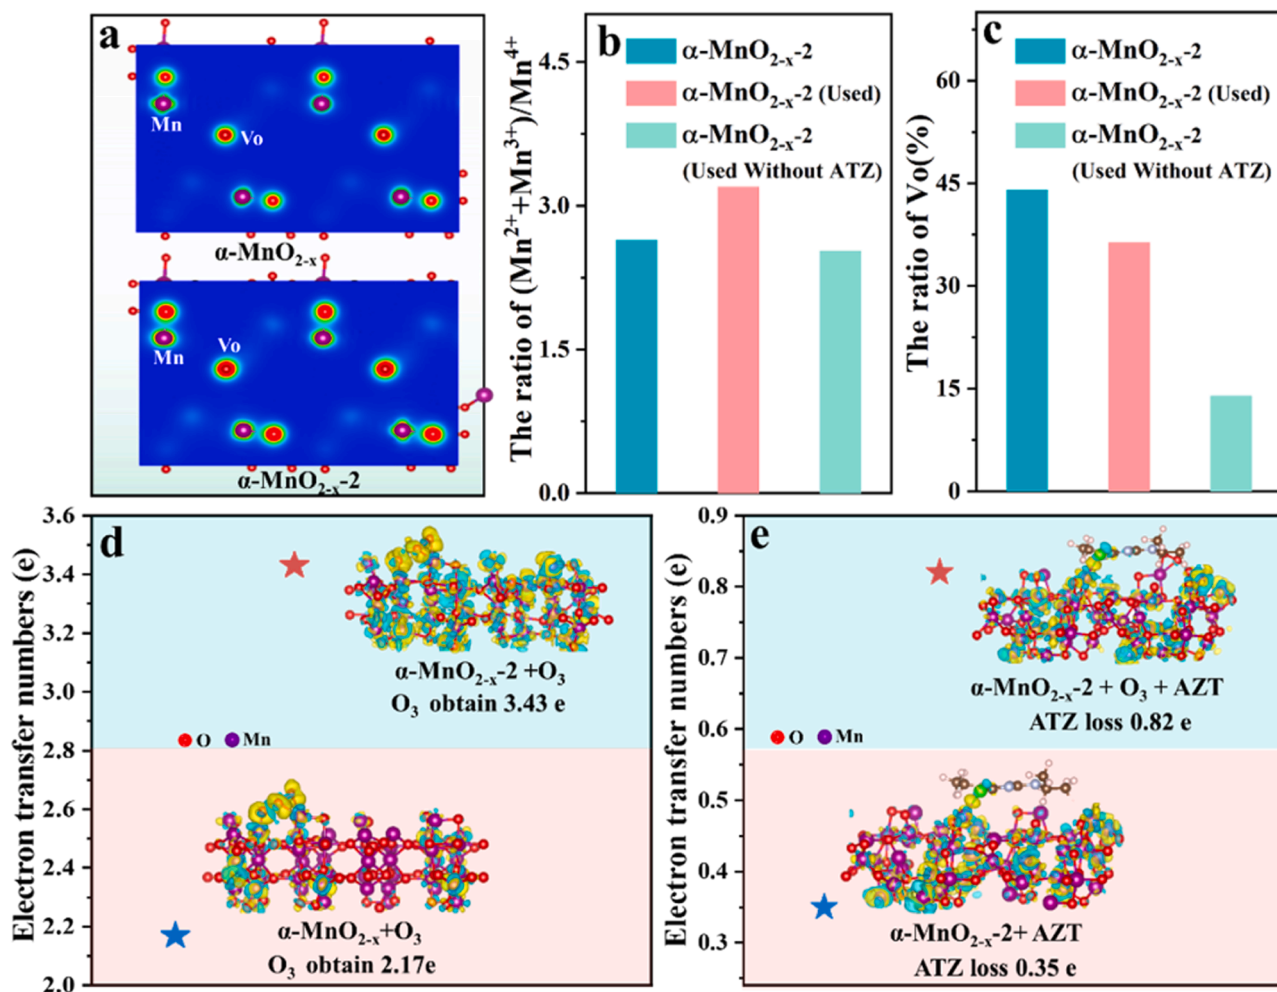 a
Mn
Vo
α-MnO₂₋ₓ
Mn
Vo
α-MnO₂₋ₓ-2
b
The ratio of (Mn²⁺+Mn³⁺)/Mn⁴⁺
4.5
3.0
1.5
0.0
α-MnO₂₋ₓ-2
α-MnO₂₋ₓ-2 (Used)
α-MnO₂₋ₓ-2
(Used Without ATZ)
c
The ratio of Vo(%)
60
45
30
15
0
α-MnO₂₋ₓ-2
α-MnO₂₋ₓ-2 (Used)
α-MnO₂₋ₓ-2
(Used Without ATZ)
d
Electron transfer numbers (e)
3.6
3.4
3.2
3.0
2.8
2.6
2.4
2.2
2.0
α-MnO₂₋ₓ-2 +O₃
O₃ obtain 3.43 e
O Mn
α-MnO₂₋ₓ+O₃
O₃ obtain 2.17e
e
Electron transfer numbers (e)
0.9
0.8
0.7
0.6
0.5
0.4
0.3
α-MnO₂₋ₓ-2 + O₃ + AZT
ATZ loss 0.82 e
O Mn
α-MnO₂₋ₓ-2+ AZT
ATZ loss 0.35 e